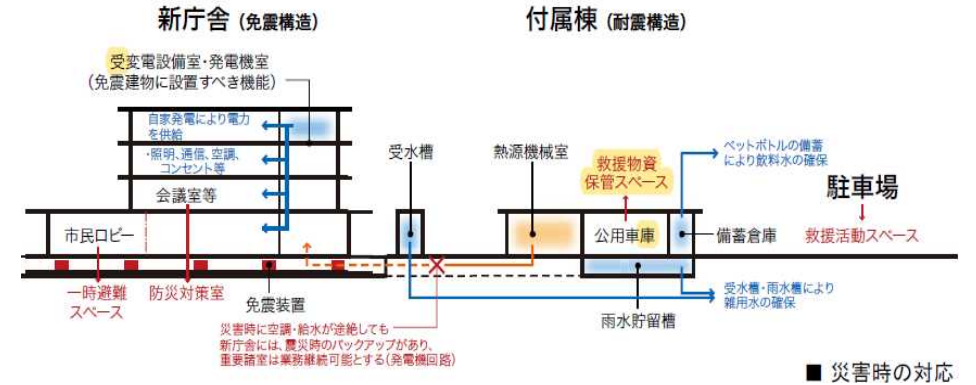 新庁舎(免震構造)
付属棟(耐震構造)
受変電設備室・発電機室
(免震建物に設置すべき機能)
自家発電により電力
を供給
・照明、通信、空調、
コンセント等
会議室等
市民ロビー
一時避難
スペース
防災対策室
免震装置
受水槽
熱源機械室
救援物資
保管スペース
公用車庫
備蓄倉庫
ペットボトルの備蓄
により飲料水の確保
駐車場
救援活動スペース
受水槽・雨水槽により
雑用水の確保
雨水貯留槽
災害時に空調・給水が途絶しても
新庁舎には、震災時のバックアップがあり、
重要諸室は業務継続可能とする(発電機回路)
■ 災害時の対応